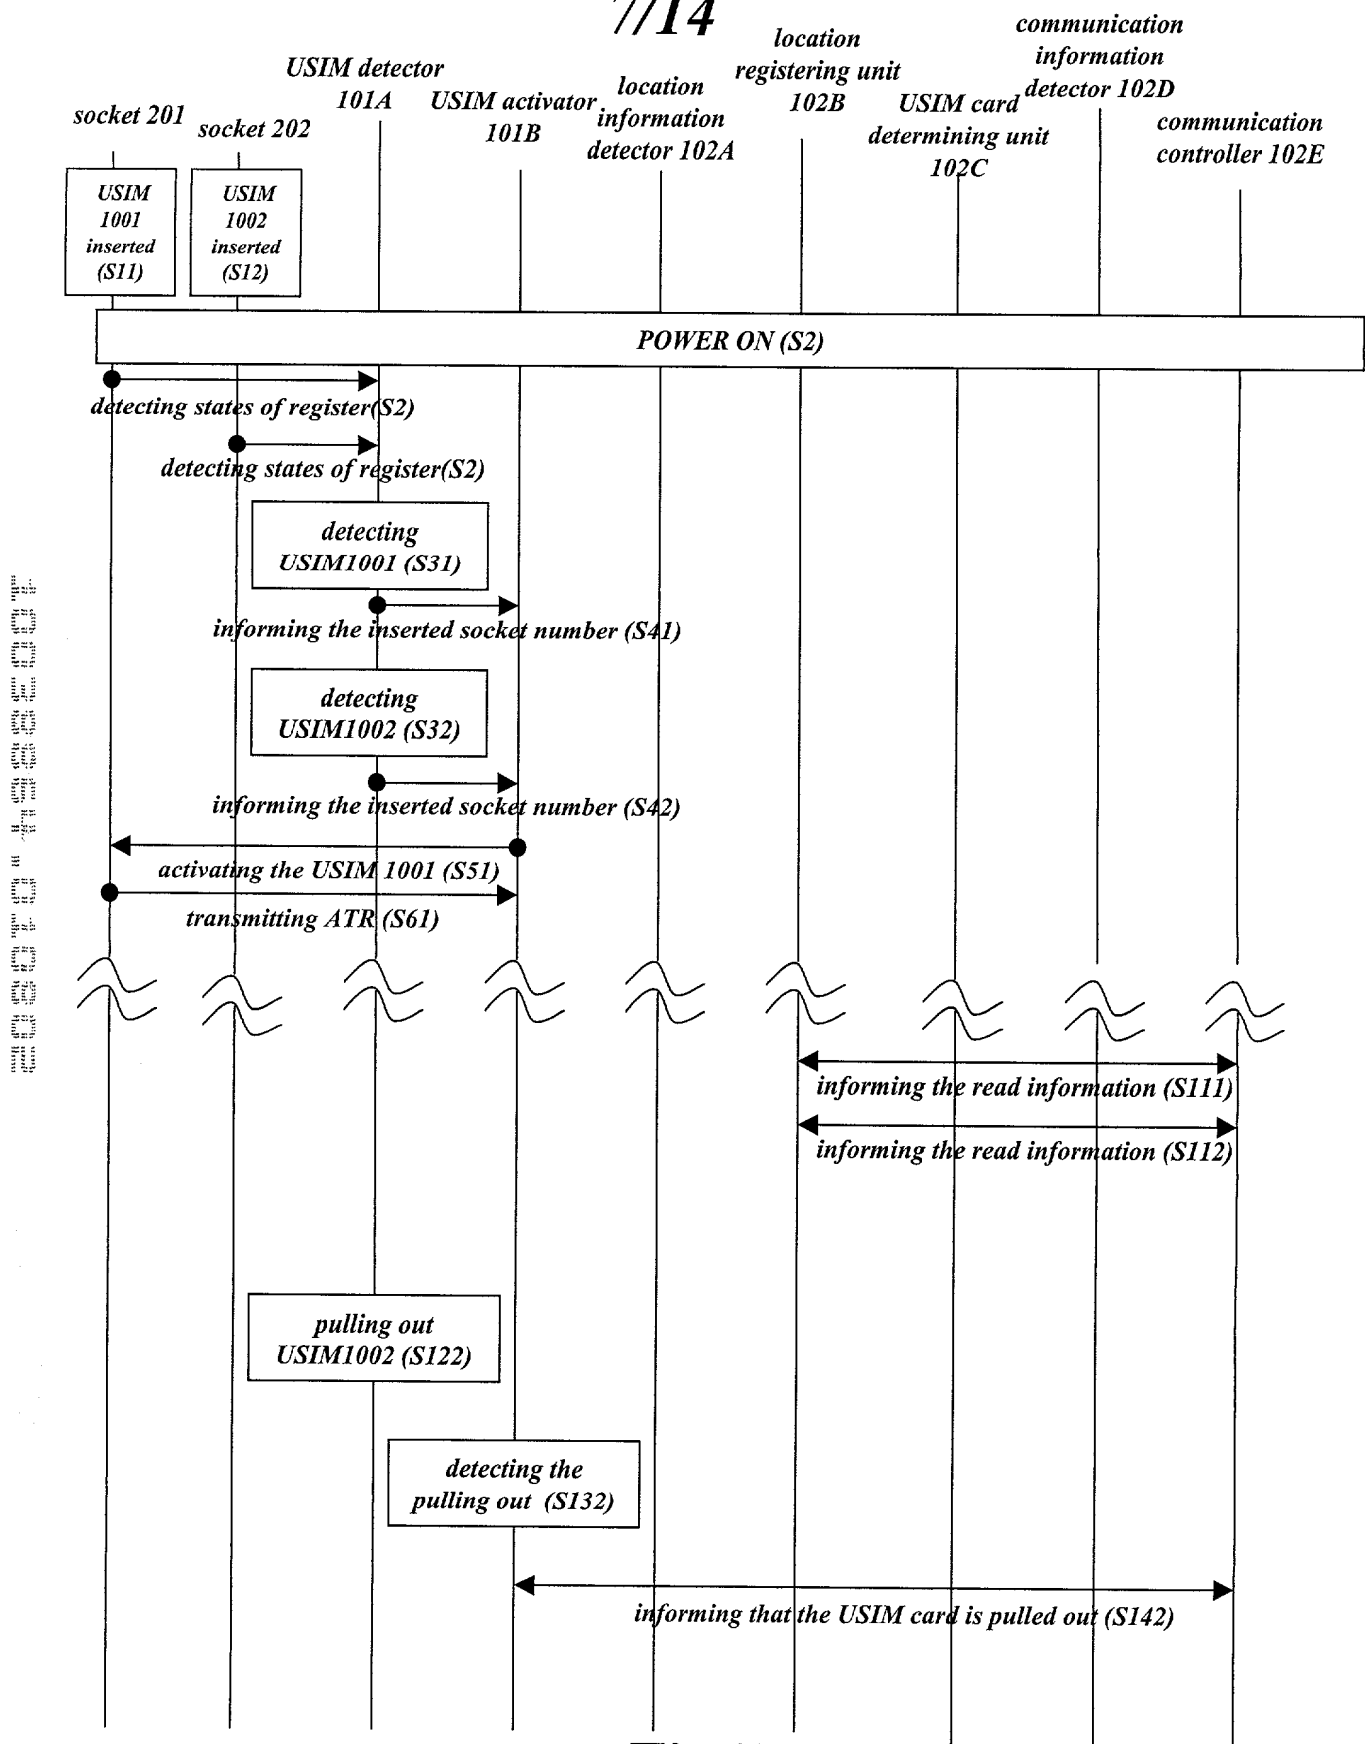 7/14
socket 201
socket 202
USIM detector
101A
USIM activator
101B
location
information
detector 102A
location
registering unit
102B
USIM card
determining unit
102C
communication
information
detector 102D
communication
controller 102E
USIM
1001
inserted
(S11)
USIM
1002
inserted
(S12)
POWER ON (S2)
detecting states of register(S2)
detecting states of register(S2)
detecting
USIM1001 (S31)
informing the inserted socket number (S41)
detecting
USIM1002 (S32)
informing the inserted socket number (S42)
activating the USIM 1001 (S51)
transmitting ATR (S61)
informing the read information (S111)
informing the read information (S112)
pulling out
USIM1002 (S122)
detecting the
pulling out (S132)
informing that the USIM card is pulled out (S142)